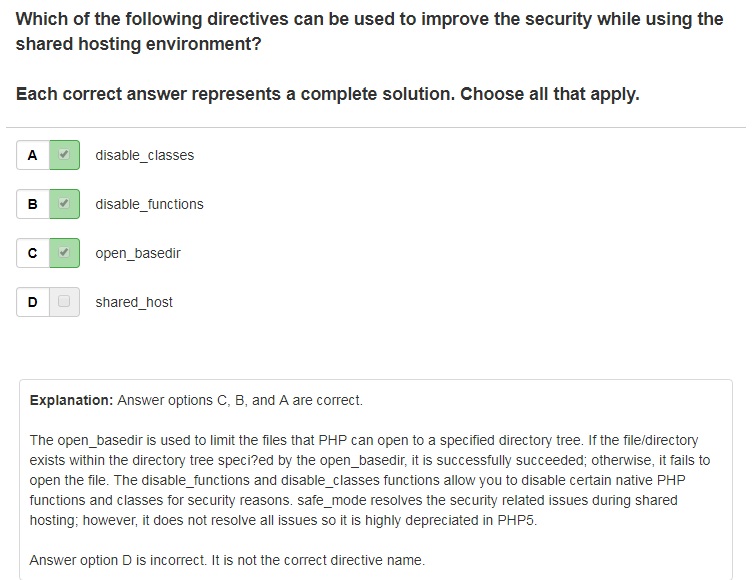 Which of the following directives can be used to improve the security while using the
shared hosting environment?
Each correct answer represents a complete solution. Choose all that apply.
A disable_classes
B disable_functions
C open_basedir
D shared_host
Explanation: Answer options C, B, and A are correct.
The open_basedir is used to limit the files that PHP can open to a specified directory tree. If the file/directory
exists within the directory tree speci?ed by the open_basedir, it is successfully succeeded; otherwise, it fails to
open the file. The disable_functions and disable_classes functions allow you to disable certain native PHP
functions and classes for security reasons. safe_mode resolves the security related issues during shared
hosting; however, it does not resolve all issues so it is highly depreciated in PHP5.
Answer option D is incorrect. It is not the correct directive name.